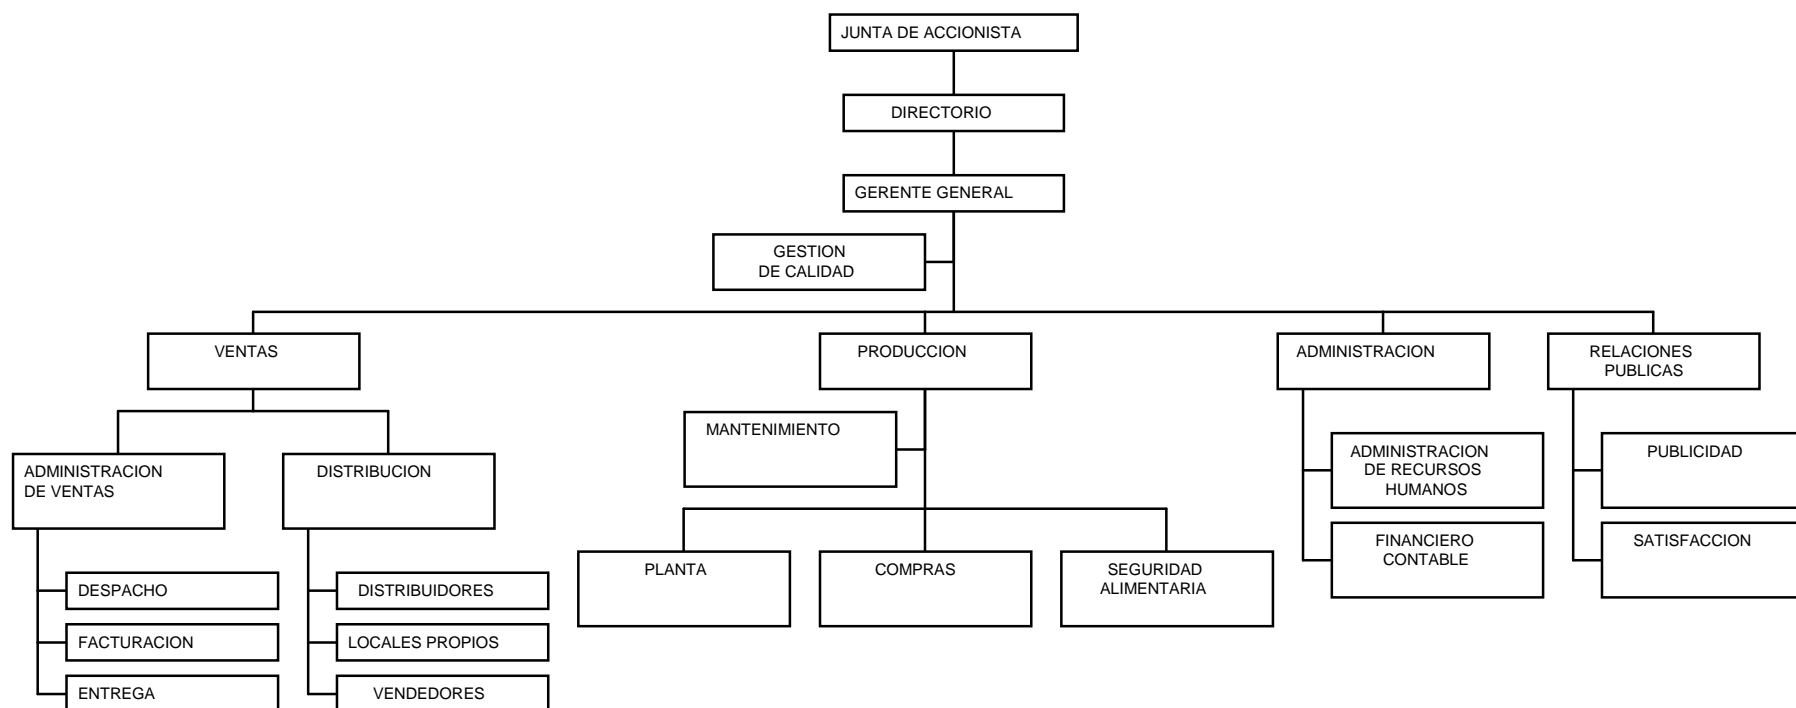 JUNTA DE ACCIONISTA
DIRECTORIO
GERENTE GENERAL
GESTION
DE CALIDAD
VENTAS
PRODUCCION
ADMINISTRACION
RELACIONES
PUBLICAS
MANTENIMIENTO
ADMINISTRACION
DE VENTAS
DISTRIBUCION
ADMINISTRACION
DE RECURSOS
HUMANOS
PUBLICIDAD
FINANCIERO
CONTABLE
SATISFACCION
PLANTA
COMPRAS
SEGURIDAD
ALIMENTARIA
DESPACHO
FACTURACION
ENTREGA
DISTRIBUIDORES
LOCALES PROPIOS
VENDEDORES